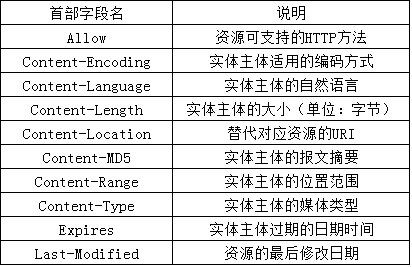 首部字段名 说明
Allow 资源可支持的HTTP方法
Content-Encoding 实体主体适用的编码方式
Content-Language 实体主体的自然语言
Content-Length 实体主体的大小（单位：字节）
Content-Location 替代对应资源的URI
Content-MD5 实体主体的报文摘要
Content-Range 实体主体的位置范围
Content-Type 实体主体的媒体类型
Expires 实体主体过期的日期时间
Last-Modified 资源的最后修改日期